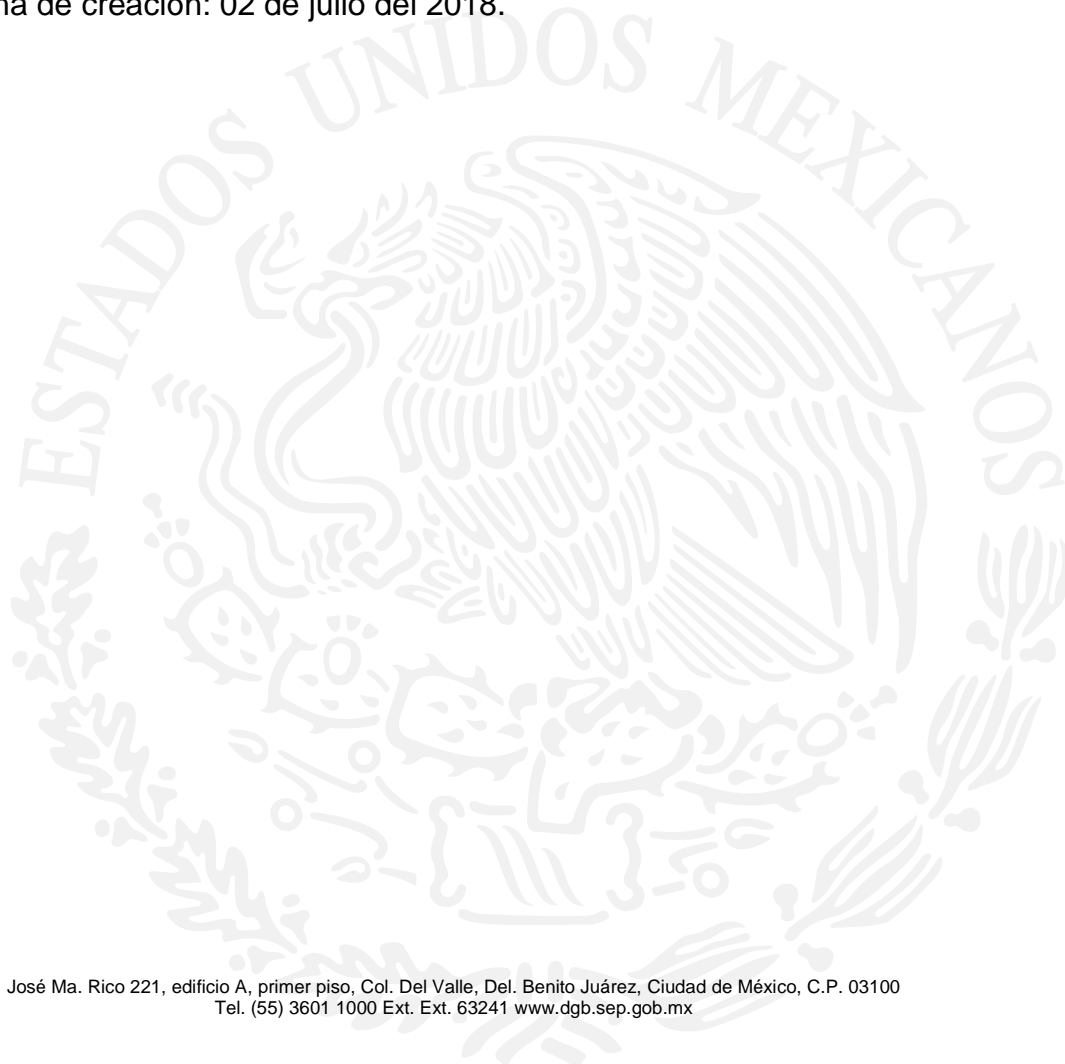 de creación: 02 de julio del 2018.
ESTADOS UNIDOS MEXICANOS
José Ma. Rico 221, edificio A, primer piso, Col. Del Valle, Del. Benito Juárez, Ciudad de México, C.P. 03100
Tel. (55) 3601 1000 Ext. Ext. 63241 www.dgb.sep.gob.mx